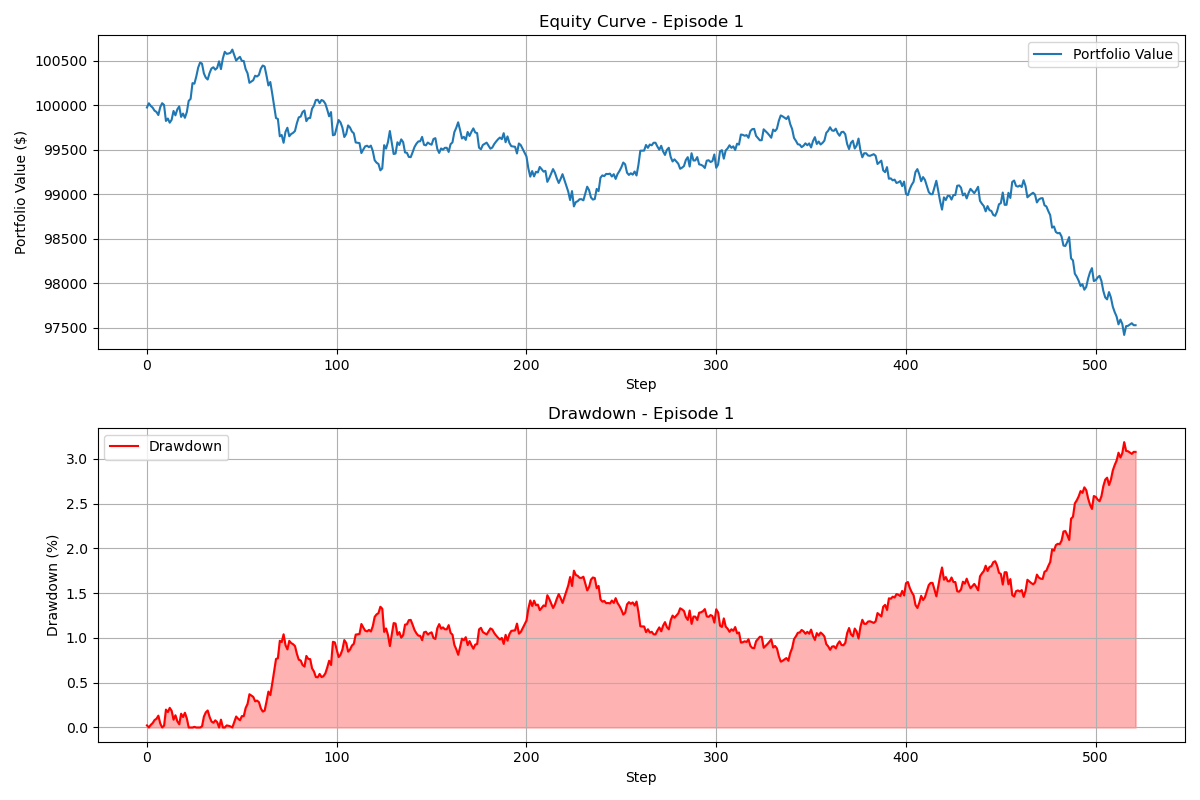 Equity Curve - Episode 1
Portfolio Value ($)
100500
100000
99500
99000
98500
98000
97500
Portfolio Value
0 100 200 300 400 500
Step
Drawdown - Episode 1
Drawdown (%)
3.0
2.5
2.0
1.5
1.0
0.5
0.0
Drawdown
0 100 200 300 400 500
Step